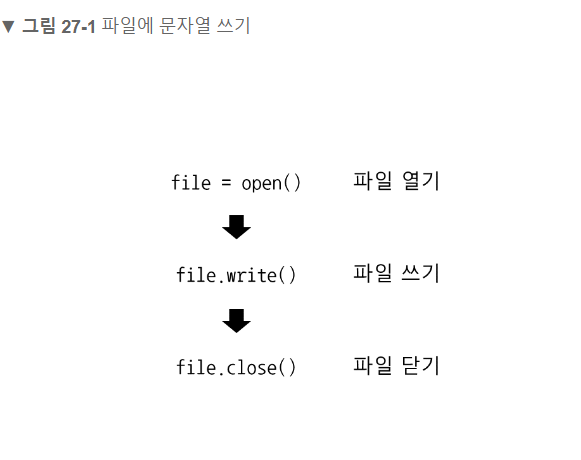 ▼ 그림 27-1 파일에 문자열 쓰기
file = open() 파일 열기
file.write() 파일 쓰기
file.close() 파일 닫기